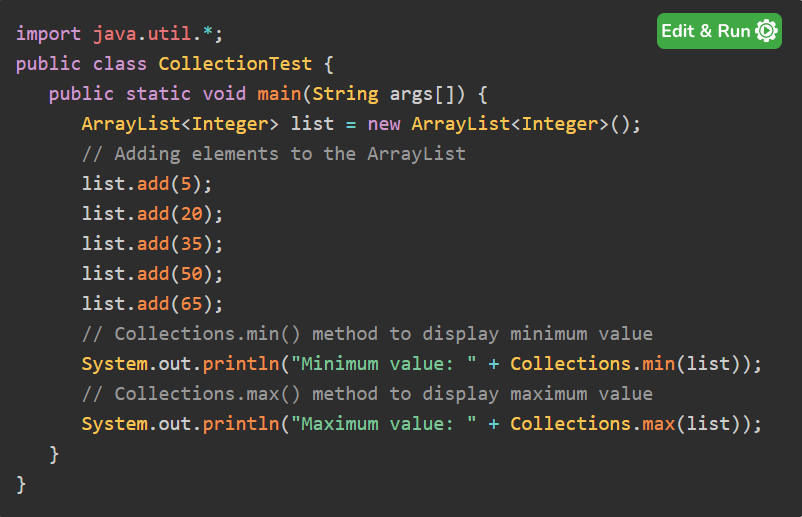 import java.util.*;
Edit & Run
public class CollectionTest {
   public static void main(String args[]) {
      ArrayList<Integer> list = new ArrayList<Integer>();
      // Adding elements to the ArrayList
      list.add(5);
      list.add(20);
      list.add(35);
      list.add(50);
      list.add(65);
      // Collections.min() method to display minimum value
      System.out.println("Minimum value: " + Collections.min(list));
      // Collections.max() method to display maximum value
      System.out.println("Maximum value: " + Collections.max(list));
   }
}